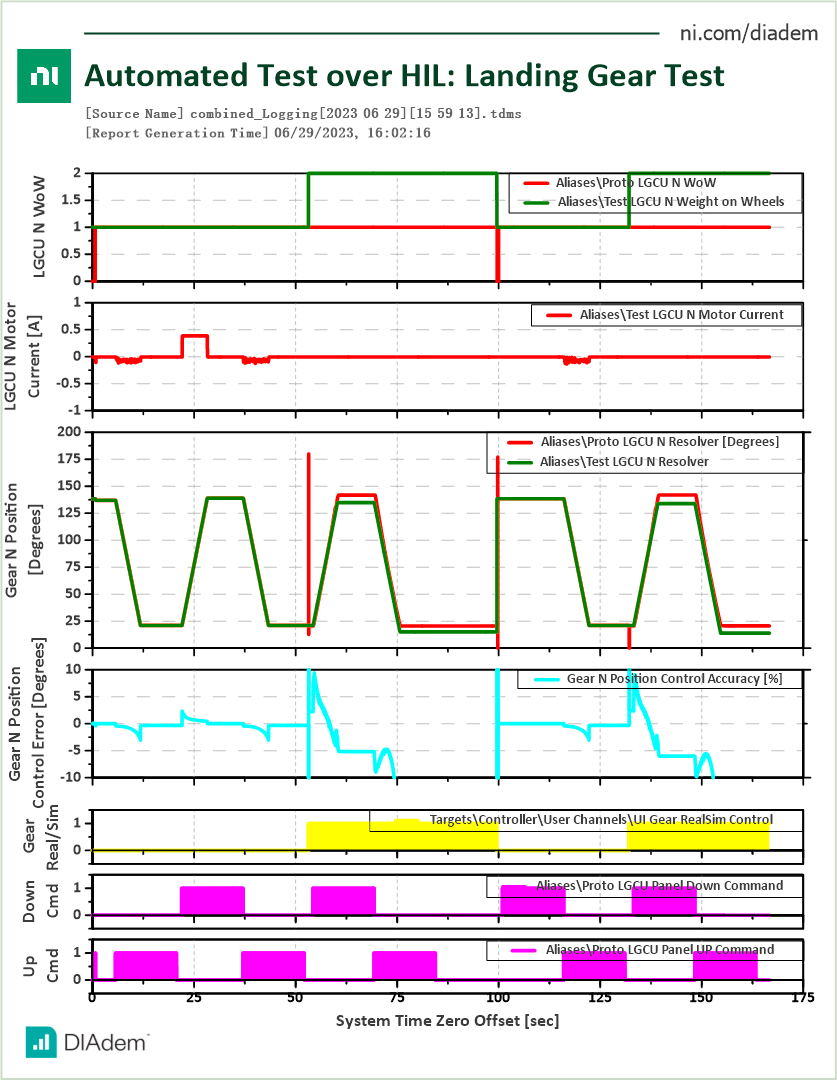 ni.com/diadem
ni
Automated Test over HIL: Landing Gear Test
[Source Name] combined_Logging[2023 06 29][15 59 13].tdms
[Report Generation Time] 06/29/2023, 16:02:16
LGCU N WoW
2
1.5
1
0.5
0
Aliases\Proto LGCU N WoW
Aliases\Test LGCU N Weight on Wheels
LGCU N Motor
Current [A]
1
0.5
0
-0.5
-1
Aliases\Test LGCU N Motor Current
Gear N Position
[Degrees]
200
175
150
125
100
75
50
25
0
Aliases\Proto LGCU N Resolver [Degrees]
Aliases\Test LGCU N Resolver
Gear N Position
Control Error [Degrees]
10
5
0
-5
-10
Gear N Position Control Accuracy [%]
Gear
Real/Sim
1
0
Targets\Controller\User Channels\UI Gear RealSim Control
Down
Cmd
1
0
Aliases\Proto LGCU Panel Down Command
Up
Cmd
1
0
Aliases\Proto LGCU Panel UP Command
0 25 50 75 100 125 150 175
System Time Zero Offset [sec]
DIAdem™